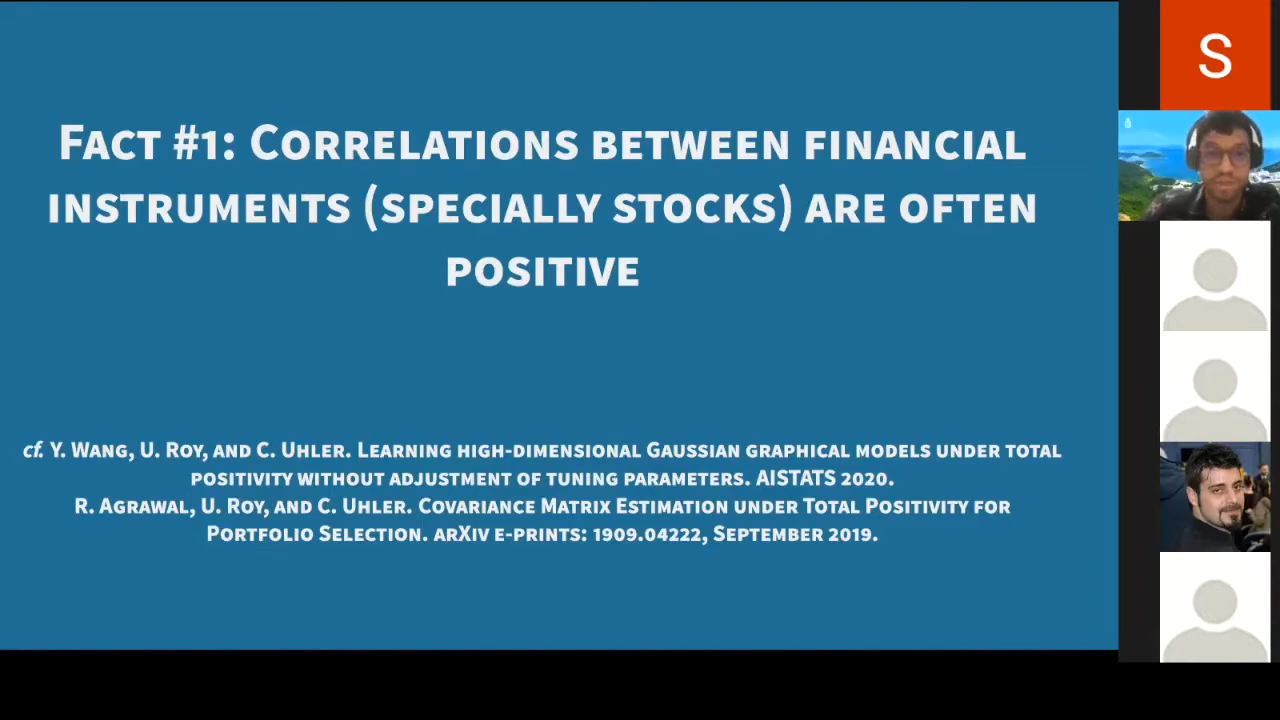 Fact #1: Correlations between financial
instruments (specially stocks) are often
positive
cf. Y. Wang, U. Roy, and C. Uhler. Learning high-dimensional Gaussian graphical models under total
positivity without adjustment of tuning parameters. AISTATS 2020.
R. Agrawal, U. Roy, and C. Uhler. Covariance Matrix Estimation under Total Positivity for
Portfolio Selection. arXiv e-prints: 1909.04222, September 2019.
S